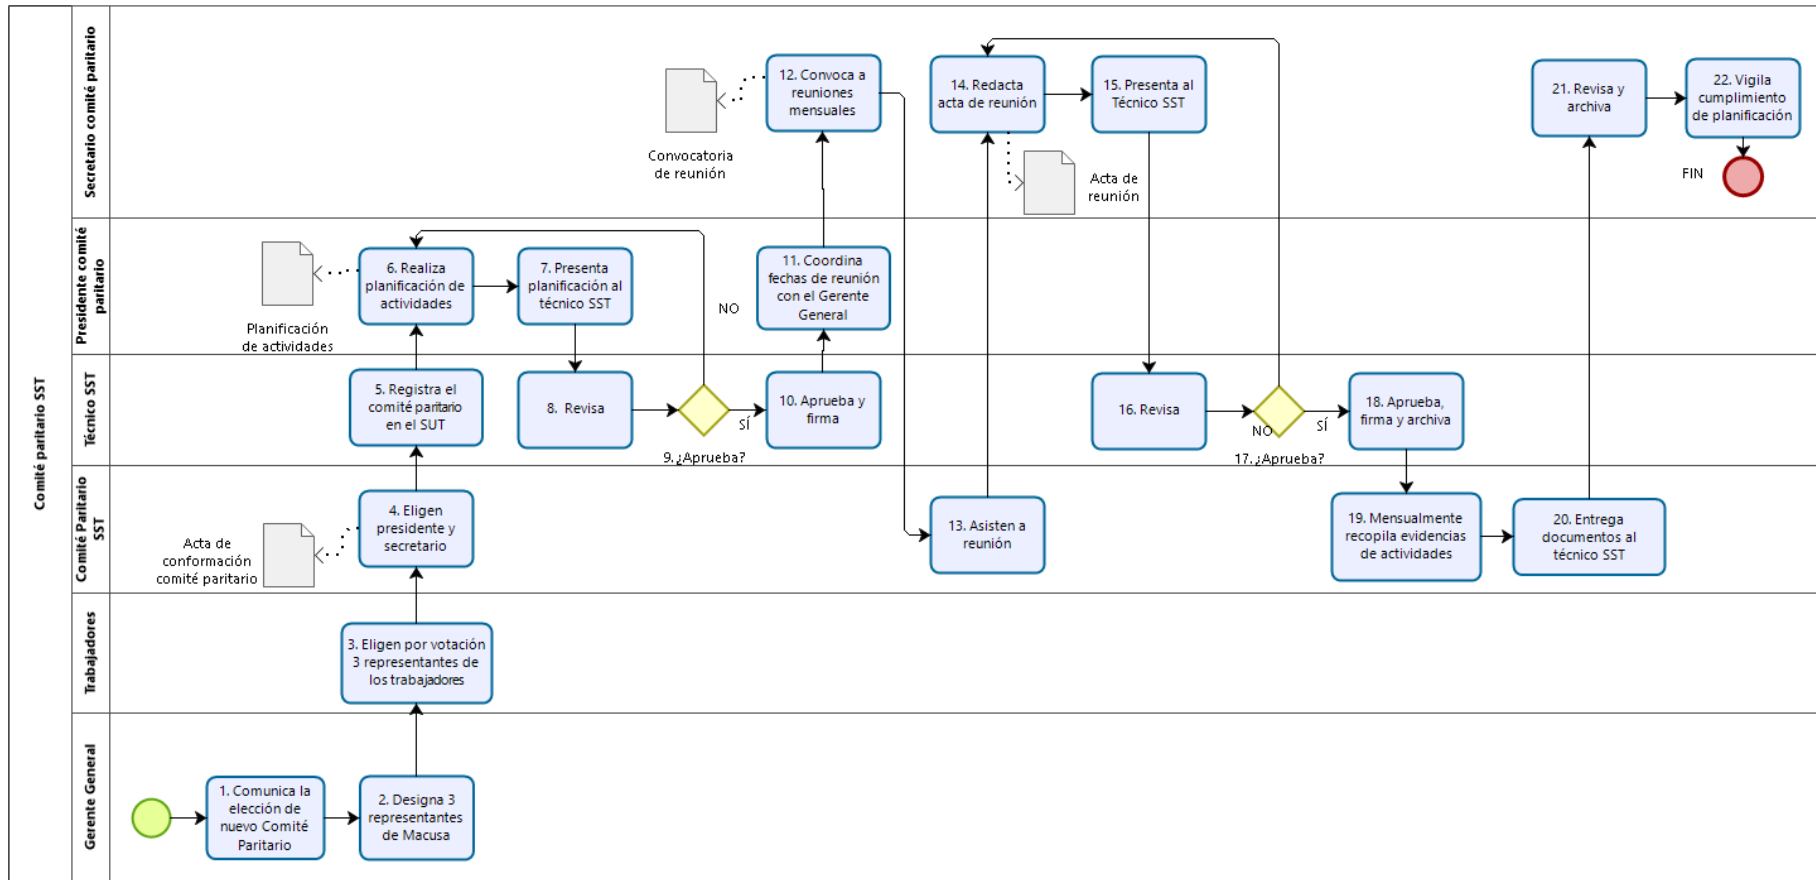 Comité paritario SST
Secretario comité paritario
12. Convoca a
reuniones
mensuales
Convocatoria
de reunión
14. Redacta
acta de reunión
Acta de
reunión
15. Presenta al
Técnico SST
21. Revisa y
archiva
22. Vigila
cumplimiento
de planificación
FIN
Presidente comité
paritario
6. Realiza
planificación de
actividades
Planificación
de actividades
7. Presenta
planificación al
técnico SST
NO
11. Coordina
fechas de reunión
con el Gerente
General
Técnico SST
5. Registra el
comité paritario
en el SUT
8. Revisa
9.¿Aprueba?
SÍ
10. Aprueba y
firma
16. Revisa
NO
17.¿Aprueba?
SÍ
18. Aprueba,
firma y archiva
Comité Paritario
SST
Acta de
conformación
comité paritario
4. Eligen
presidente y
secretario
13. Asisten a
reunión
19. Mensualmente
recopila evidencias
de actividades
20. Entrega
documentos al
técnico SST
Trabajadores
3. Eligen por votación
3 representantes de
los trabajadores
Gerente General
1. Comunica la
elección de
nuevo Comité
Paritario
2. Designa 3
representantes
de Macusa